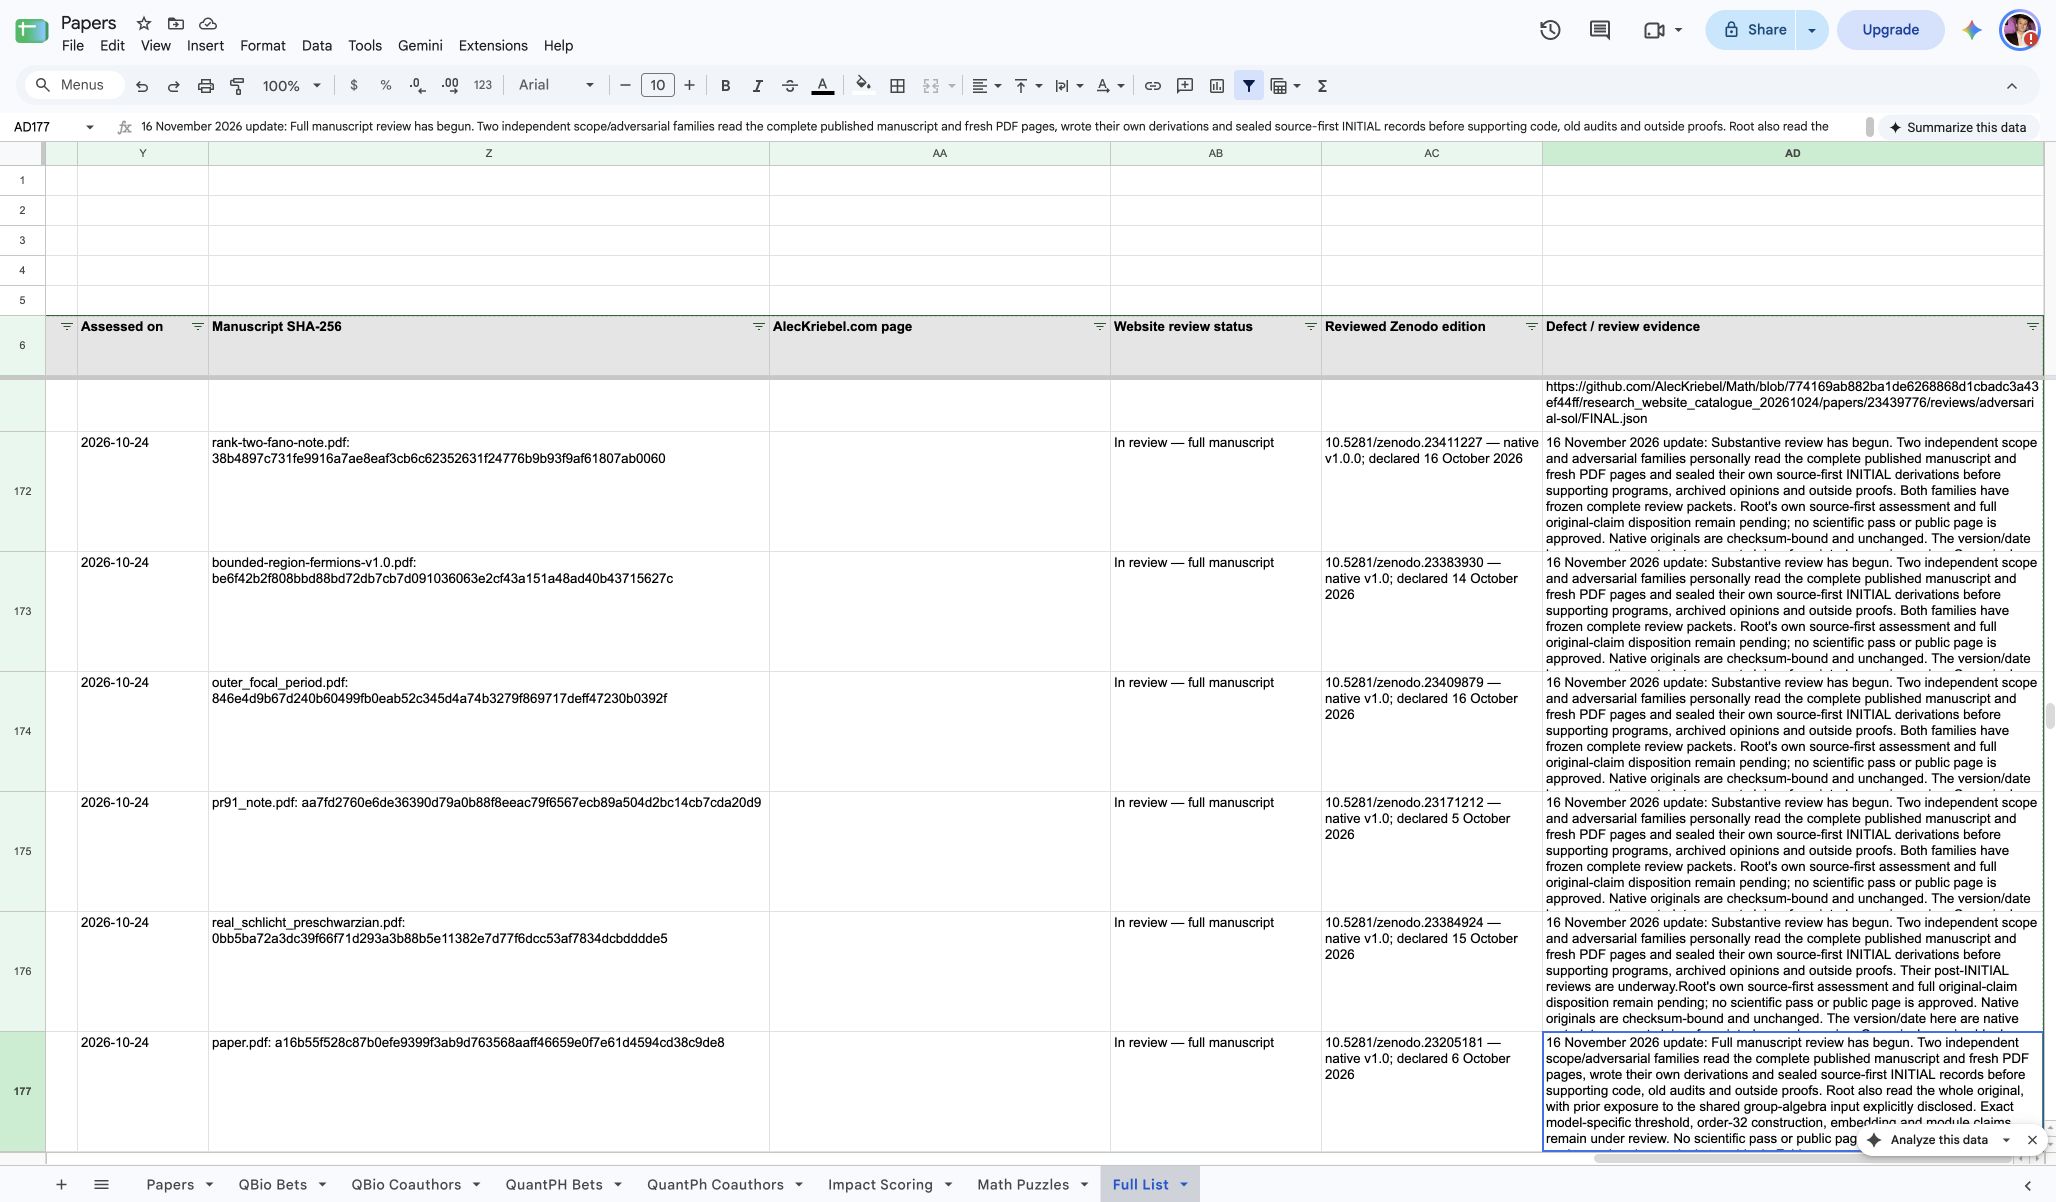 Papers
File Edit View Insert Format Data Tools Gemini Extensions Help
Share
Upgrade
Menus 100% $ % .0 .00 123 Arial 10 B I A A Σ
AD177 fx 16 November 2026 update: Full manuscript review has begun. Two independent scope/adversarial families read the complete published manuscript and fresh PDF pages, wrote their own derivations and sealed source-first INITIAL records before supporting code, old audits and outside proofs. Root also read the
Summarize this data
Y Z AA AB AC AD
1
2
3
4
5
6 Assessed on Manuscript SHA-256 AlecKriebel.com page Website review status Reviewed Zenodo edition Defect / review evidence
https://github.com/AlecKriebel/Math/blob/774169ab882ba1de6268868d1cbadc3a43
ef44ff/research_website_catalogue_20261024/papers/23439776/reviews/adversari
al-sol/FINAL.json
172
2026-10-24
rank-two-fano-note.pdf:
38b4897c731fe9916a7ae8eaf3cb6c62352631f24776b9b93f9af61807ab0060
In review — full manuscript
10.5281/zenodo.23411227 — native
v1.0.0; declared 16 October 2026
16 November 2026 update: Substantive review has begun. Two independent scope
and adversarial families personally read the complete published manuscript and
fresh PDF pages and sealed their own source-first INITIAL derivations before
supporting programs, archived opinions and outside proofs. Both families have
frozen complete review packets. Root's own source-first assessment and full
original-claim disposition remain pending; no scientific pass or public page is
approved. Native originals are checksum-bound and unchanged. The version/date
173
2026-10-24
bounded-region-fermions-v1.0.pdf:
be6f42b2f808bbd88bd72db7cb7d091036063e2cf43a151a48ad40b43715627c
In review — full manuscript
10.5281/zenodo.23383930 —
native v1.0; declared 14 October
2026
16 November 2026 update: Substantive review has begun. Two independent scope
and adversarial families personally read the complete published manuscript and
fresh PDF pages and sealed their own source-first INITIAL derivations before
supporting programs, archived opinions and outside proofs. Both families have
frozen complete review packets. Root's own source-first assessment and full
original-claim disposition remain pending; no scientific pass or public page is
approved. Native originals are checksum-bound and unchanged. The version/date
174
2026-10-24
outer_focal_period.pdf:
846e4d9b67d240b60499fb0eab52c345d4a74b3279f869717deff47230b0392f
In review — full manuscript
10.5281/zenodo.23409879 —
native v1.0; declared 16 October
2026
16 November 2026 update: Substantive review has begun. Two independent scope
and adversarial families personally read the complete published manuscript and
fresh PDF pages and sealed their own source-first INITIAL derivations before
supporting programs, archived opinions and outside proofs. Both families have
frozen complete review packets. Root's own source-first assessment and full
original-claim disposition remain pending; no scientific pass or public page is
approved. Native originals are checksum-bound and unchanged. The version/date
175
2026-10-24
pr91_note.pdf: aa7fd2760e6de36390d79a0b88f8eeac79f6567ecb89a504d2bc14cb7cda20d9
In review — full manuscript
10.5281/zenodo.23171212 —
native v1.0; declared 5 October
2026
16 November 2026 update: Substantive review has begun. Two independent scope
and adversarial families personally read the complete published manuscript and
fresh PDF pages and sealed their own source-first INITIAL derivations before
supporting programs, archived opinions and outside proofs. Both families have
frozen complete review packets. Root's own source-first assessment and full
original-claim disposition remain pending; no scientific pass or public page is
approved. Native originals are checksum-bound and unchanged. The version/date
176
2026-10-24
real_schlicht_preschwarzian.pdf:
0bb5ba72a3dc39f66f71d293a3b88b5e11382e7d77f6dcc53af7834dcbdddde5
In review — full manuscript
10.5281/zenodo.23384924 —
native v1.0; declared 15 October
2026
16 November 2026 update: Substantive review has begun. Two independent scope
and adversarial families personally read the complete published manuscript and
fresh PDF pages and sealed their own source-first INITIAL derivations before
supporting programs, archived opinions and outside proofs. Their post-INITIAL
reviews are underway.Root's own source-first assessment and full original-claim
disposition remain pending; no scientific pass or public page is approved. Native
originals are checksum-bound and unchanged. The version/date here are native
177
2026-10-24
paper.pdf: a16b55f528c87b0efe9399f3ab9d763568aaff46659e0f7e61d4594cd38c9de8
In review — full manuscript
10.5281/zenodo.23205181 —
native v1.0; declared 6 October
2026
16 November 2026 update: Full manuscript review has begun. Two independent
scope/adversarial families read the complete published manuscript and fresh PDF
pages, wrote their own derivations and sealed source-first INITIAL records before
supporting code, old audits and outside proofs. Root also read the whole original,
with prior exposure to the shared group-algebra input explicitly disclosed. Exact
model-specific threshold, order-32 construction, embedding and module claims
remain under review. No scientific pass or public pag
Analyze this data
Papers QBio Bets QBio Coauthors QuantPH Bets QuantPh Coauthors Impact Scoring Math Puzzles Full List